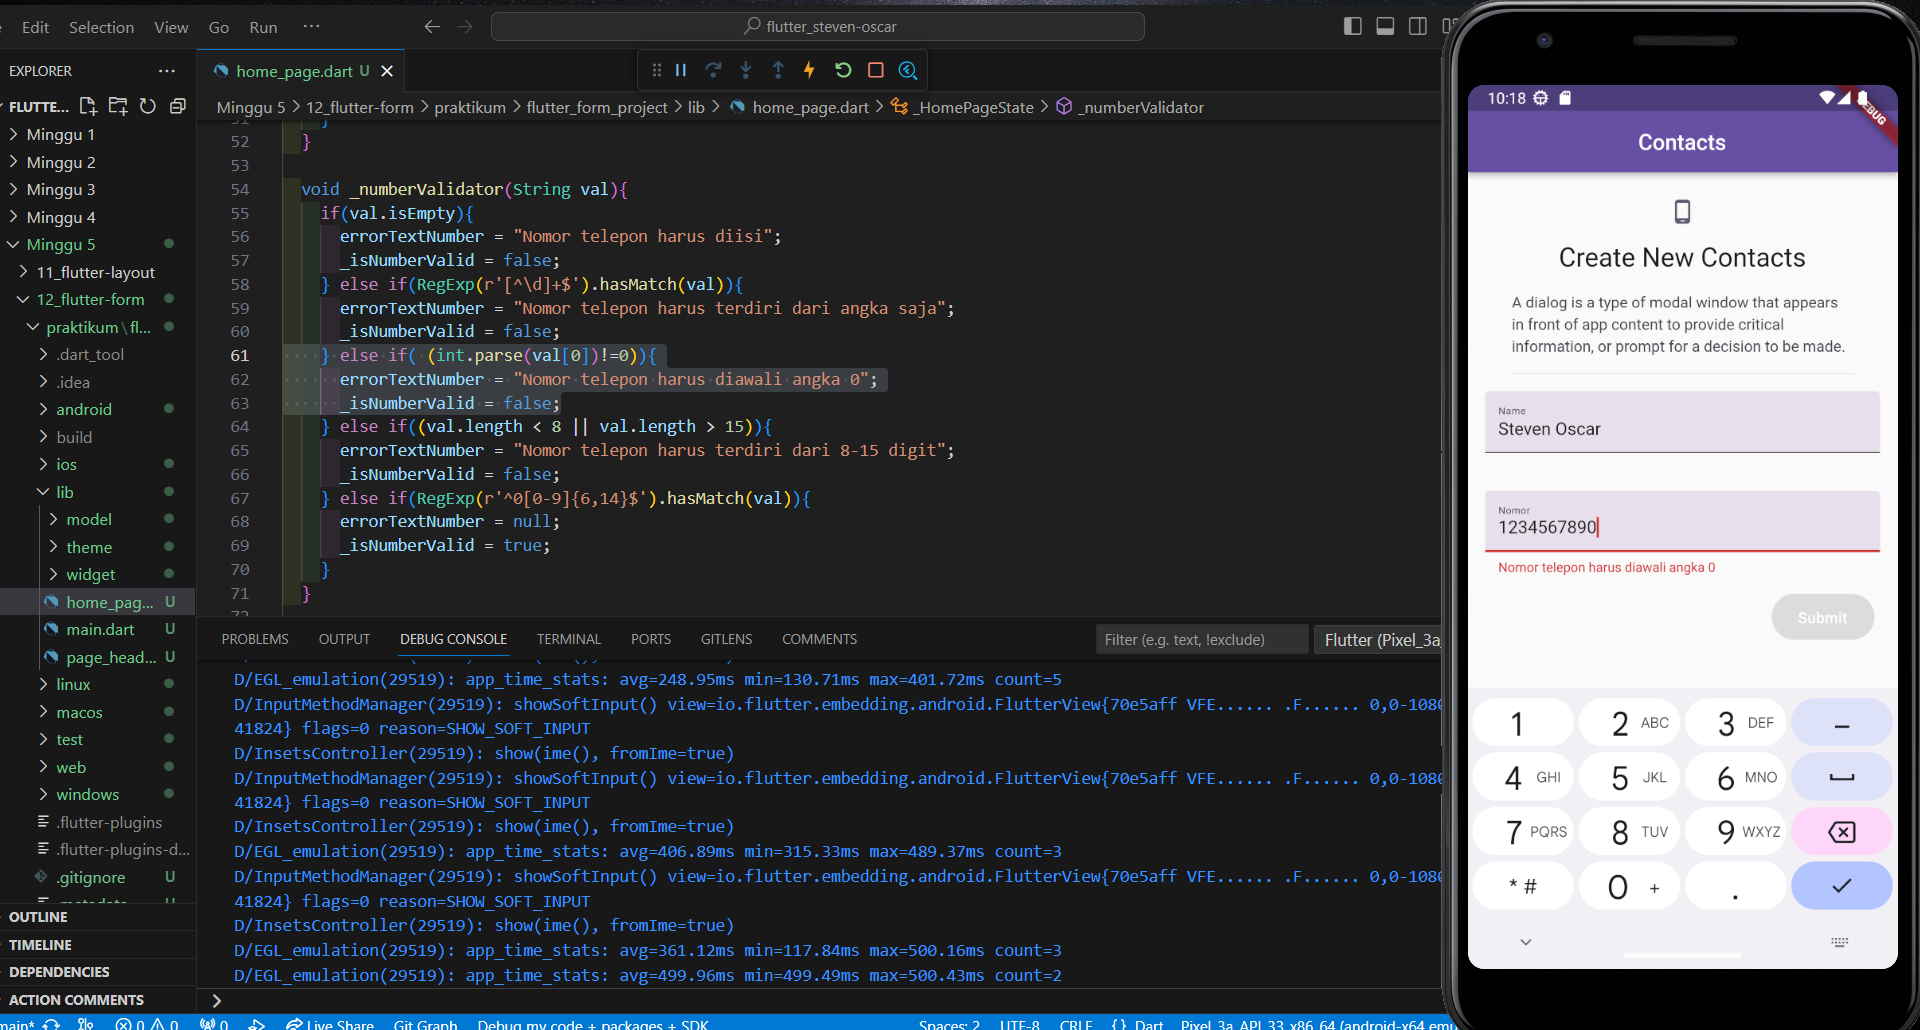 Edit Selection View Go Run ··· flutter_steven-oscar
EXPLORER ···
FLUTTE...
Minggu 1
Minggu 2
Minggu 3
Minggu 4
Minggu 5
11_flutter-layout
12_flutter-form
praktikum \ fl...
.dart_tool
.idea
android
build
ios
lib
model
theme
widget
home_pag... U
main.dart U
page_head... U
linux
macos
test
web
windows
.flutter-plugins
.flutter-plugins-d...
.gitignore U
.metadata U
OUTLINE
TIMELINE
DEPENDENCIES
ACTION COMMENTS
home_page.dart U
Minggu 5 > 12_flutter-form > praktikum > flutter_form_project > lib > home_page.dart > _HomePageState > _numberValidator
51 }
52 }
53
54 void _numberValidator(String val){
55 if(val.isEmpty){
56 errorTextNumber = "Nomor telepon harus diisi";
57 _isNumberValid = false;
58 } else if(RegExp(r'[^\d]+$').hasMatch(val)){
59 errorTextNumber = "Nomor telepon harus terdiri dari angka saja";
60 _isNumberValid = false;
61 } else if( (int.parse(val[0])!=0)){
62 errorTextNumber = "Nomor telepon harus diawali angka 0";
63 _isNumberValid = false;
64 } else if((val.length < 8 || val.length > 15)){
65 errorTextNumber = "Nomor telepon harus terdiri dari 8-15 digit";
66 _isNumberValid = false;
67 } else if(RegExp(r'^0[0-9]{6,14}$').hasMatch(val)){
68 errorTextNumber = null;
69 _isNumberValid = true;
70 }
71 }
72
PROBLEMS OUTPUT DEBUG CONSOLE TERMINAL PORTS GITLENS COMMENTS Filter (e.g. text, !exclude) Flutter (Pixel_3a
D/EGL_emulation(29519): app_time_stats: avg=248.95ms min=130.71ms max=401.72ms count=5
D/InputMethodManager(29519): showSoftInput() view=io.flutter.embedding.android.FlutterView{70e5aff VFE...... .F...... 0,0-1080
41824} flags=0 reason=SHOW_SOFT_INPUT
D/InsetsController(29519): show(ime(), fromIme=true)
D/InputMethodManager(29519): showSoftInput() view=io.flutter.embedding.android.FlutterView{70e5aff VFE...... .F...... 0,0-1080
41824} flags=0 reason=SHOW_SOFT_INPUT
D/InsetsController(29519): show(ime(), fromIme=true)
D/EGL_emulation(29519): app_time_stats: avg=406.89ms min=315.33ms max=489.37ms count=3
D/InputMethodManager(29519): showSoftInput() view=io.flutter.embedding.android.FlutterView{70e5aff VFE...... .F...... 0,0-1080
41824} flags=0 reason=SHOW_SOFT_INPUT
D/InsetsController(29519): show(ime(), fromIme=true)
D/EGL_emulation(29519): app_time_stats: avg=361.12ms min=117.84ms max=500.16ms count=3
D/EGL_emulation(29519): app_time_stats: avg=499.96ms min=499.49ms max=500.43ms count=2
>
main* 0 0 0 Live Share Git Graph Debug my code + packages + SDK Spaces: 2 UTF-8 CRLF {} Dart Pixel_3a_API_33_x86_64 (android-x64 emu
10:18
DEBUG
Contacts
Create New Contacts
A dialog is a type of modal window that appears
in front of app content to provide critical
information, or prompt for a decision to be made.
Name
Steven Oscar
Nomor
1234567890
Nomor telepon harus diawali angka 0
Submit
1 2 ABC 3 DEF –
4 GHI 5 JKL 6 MNO
7 PQRS 8 TUV 9 WXYZ
* # 0 + .